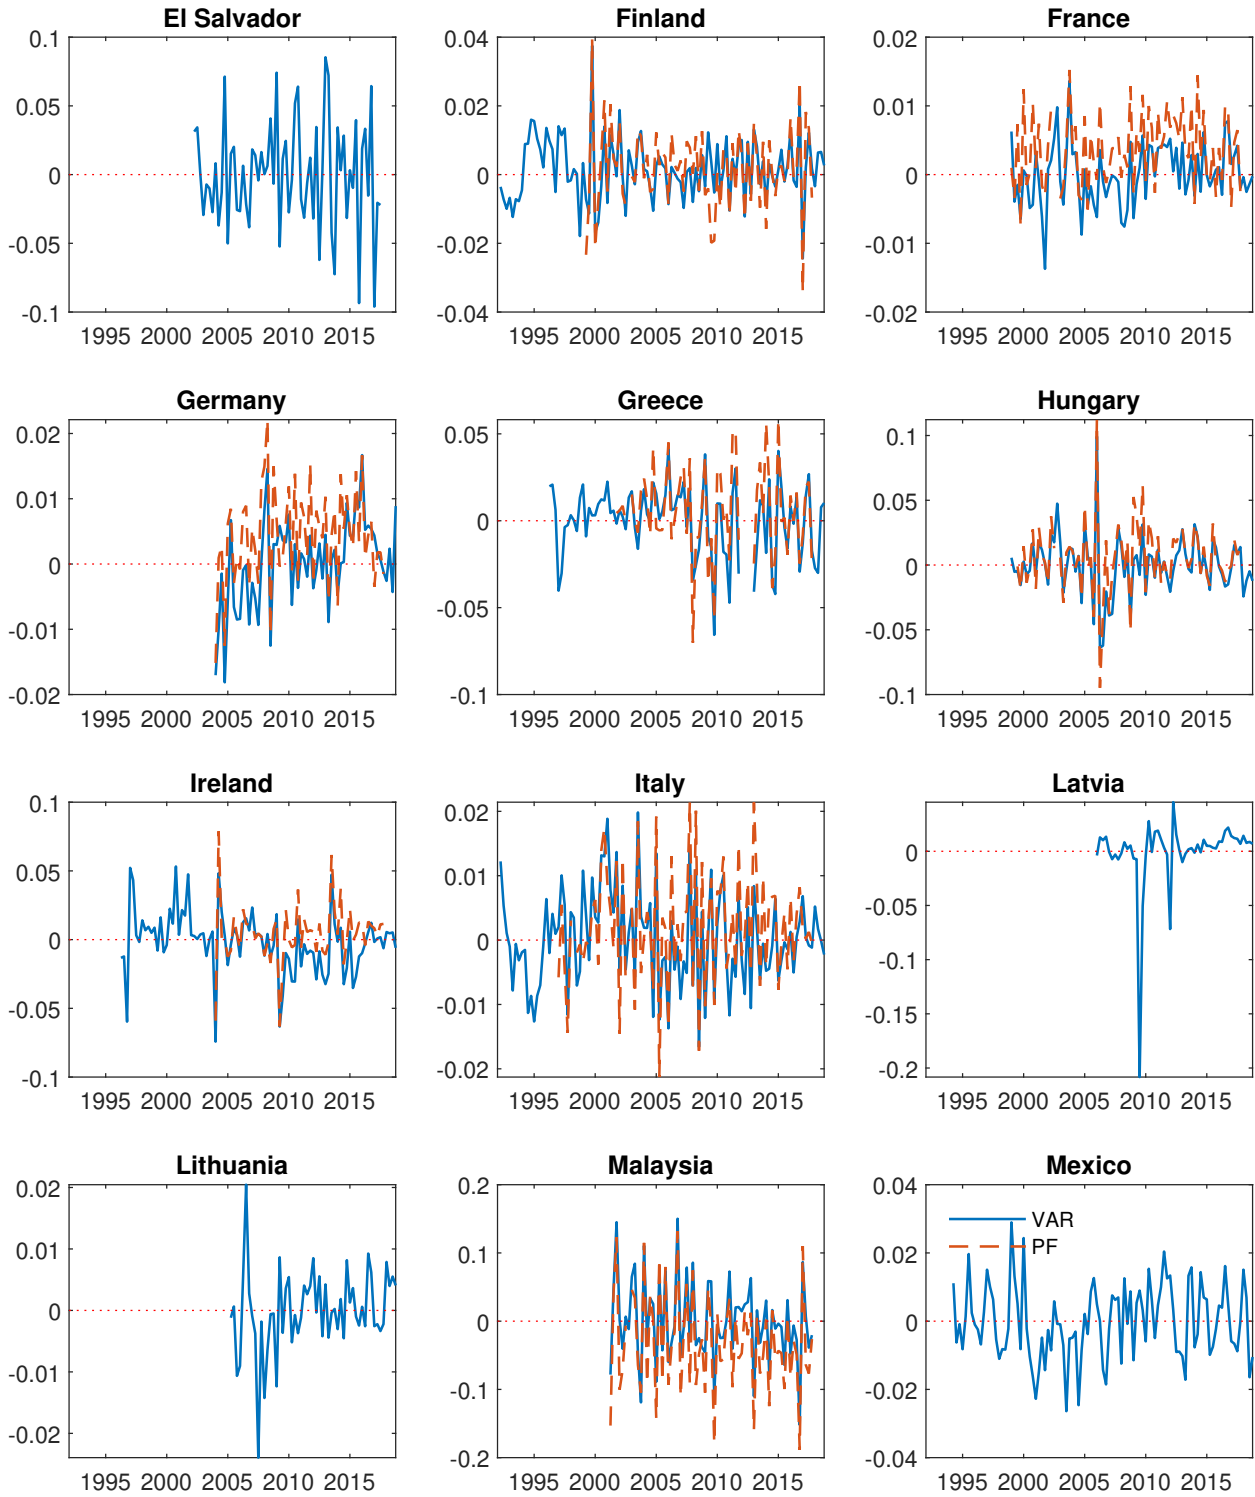 El Salvador Finland France
0.1 0.04 0.02
0.05 0.02 0.01
0 0 0
-0.05 -0.02 -0.01
-0.1 -0.04 -0.02
1995 2000 2005 2010 2015 1995 2000 2005 2010 2015 1995 2000 2005 2010 2015
Germany Greece Hungary
0.02 0.05 0.1
0.01 0 0.05
0 -0.05 0
-0.01 -0.1 -0.05
-0.02 -0.1
1995 2000 2005 2010 2015 1995 2000 2005 2010 2015 1995 2000 2005 2010 2015
Ireland Italy Latvia
0.1 0.02 0
0.05 0.01 -0.05
0 0 -0.1
-0.05 -0.01 -0.15
-0.1 -0.02 -0.2
1995 2000 2005 2010 2015 1995 2000 2005 2010 2015 1995 2000 2005 2010 2015
Lithuania Malaysia Mexico
0.02 0.2 0.04
VAR
PF
0.01 0.1 0.02
0 0 0
-0.01 -0.1 -0.02
-0.02 -0.2 -0.04
1995 2000 2005 2010 2015 1995 2000 2005 2010 2015 1995 2000 2005 2010 2015